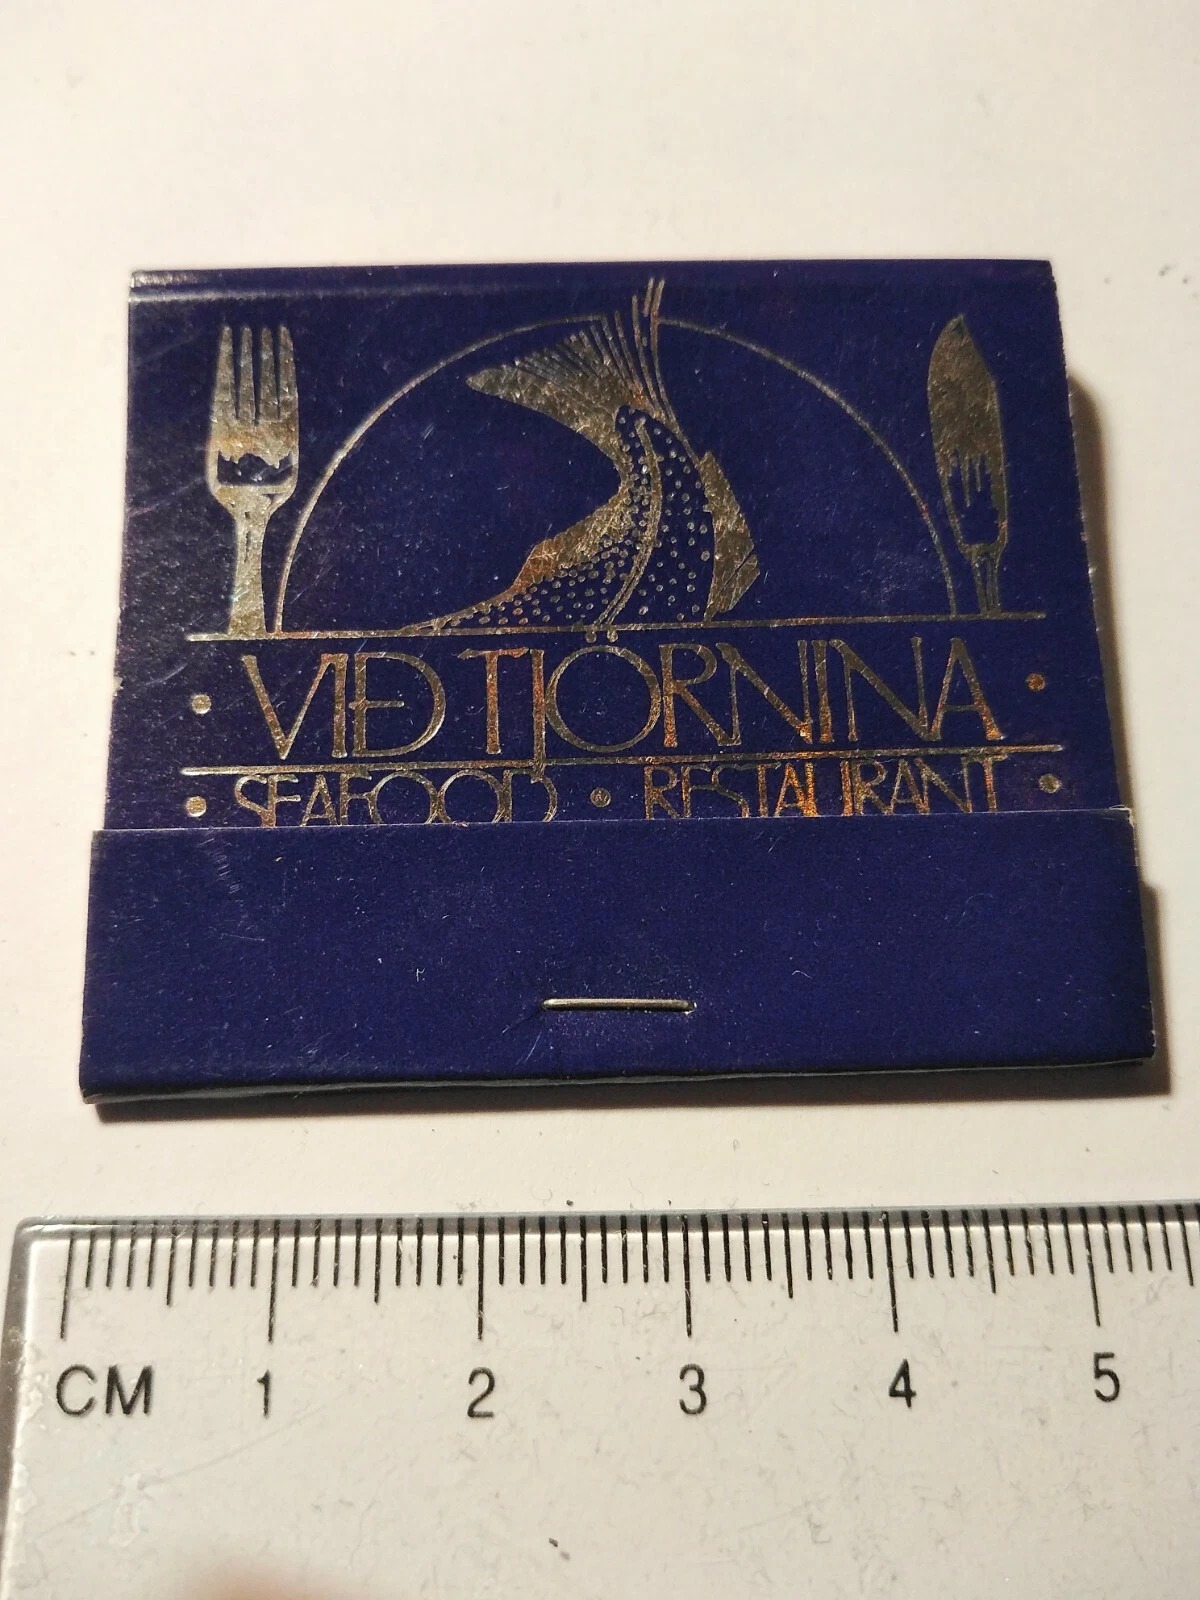 · VIÐ TJÖRNINA ·
· SEAFOOD · RESTAURANT ·
CM 1 2 3 4 5